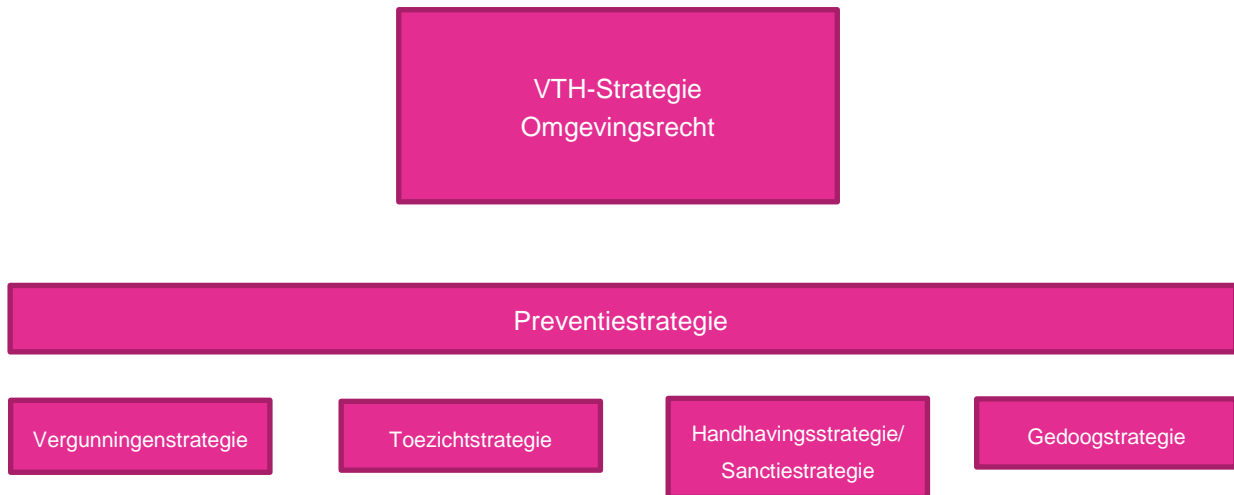 VTH-Strategie
Omgevingsrecht
Preventiestrategie
Vergunningenstrategie
Toezichtstrategie
Handhavingsstrategie/
Sanctiestrategie
Gedoogstrategie